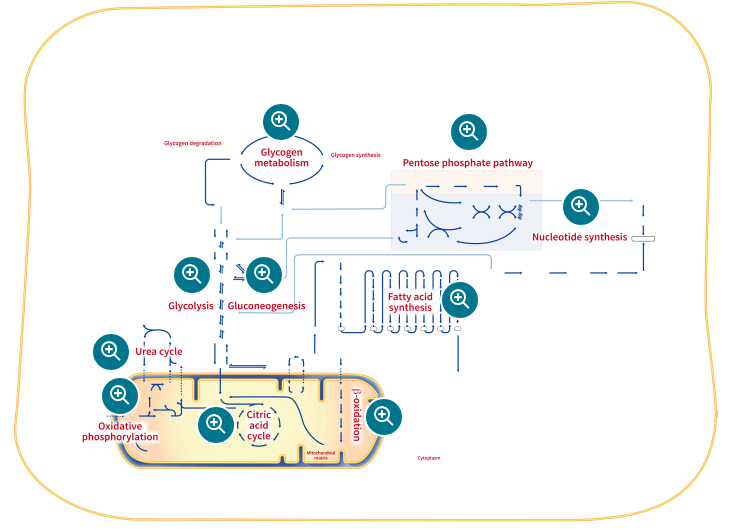 Glycogen degradation
Glycogen
metabolism
Glycogen synthesis
Pentose phosphate pathway
Nucleotide synthesis
Glycolysis
Gluconeogenesis
Fatty acid
synthesis
Urea cycle
Oxidative
phosphorylation
Citric
acid
cycle
β-oxidation
Mitochondrial
matrix
Cytoplasm